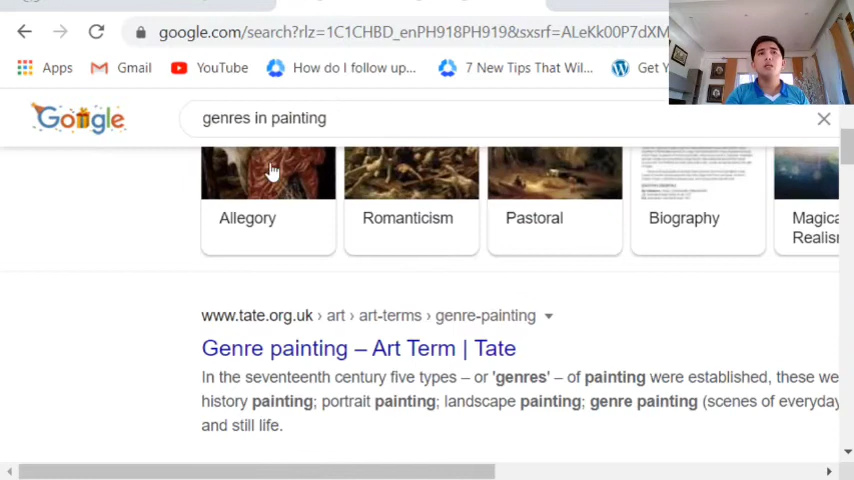 google.com/search?rlz=1C1CHBD_enPH918PH919&sxsrf=ALeKk00P7dXM
Apps Gmail YouTube How do I follow up... 7 New Tips That Wil... Get Y
Google genres in painting
Allegory Romanticism Pastoral Biography Magica
Realisn
www.tate.org.uk › art › art-terms › genre-painting
Genre painting – Art Term | Tate
In the seventeenth century five types – or 'genres' – of painting were established, these we
history painting; portrait painting; landscape painting; genre painting (scenes of everyday
and still life.